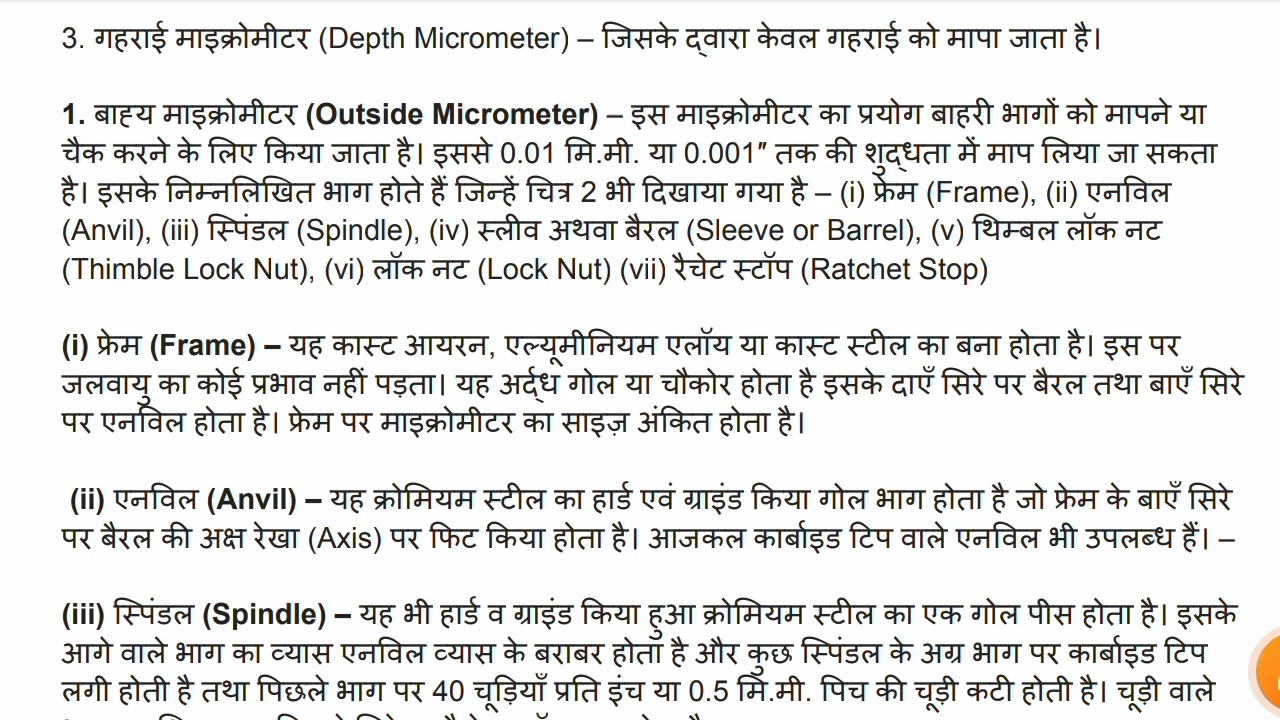 3. गहराई माइक्रोमीटर (Depth Micrometer) – जिसके द्वारा केवल गहराई को मापा जाता है।
1. बाह्य माइक्रोमीटर (Outside Micrometer) – इस माइक्रोमीटर का प्रयोग बाहरी भागों को मापने या
चैक करने के लिए किया जाता है। इससे 0.01 मि.मी. या 0.001″ तक की शुद्धता में माप लिया जा सकता
है। इसके निम्नलिखित भाग होते हैं जिन्हें चित्र 2 भी दिखाया गया है – (i) फ्रेम (Frame), (ii) एनविल
(Anvil), (iii) स्पिंडल (Spindle), (iv) स्लीव अथवा बैरल (Sleeve or Barrel), (v) थिम्बल लॉक नट
(Thimble Lock Nut), (vi) लॉक नट (Lock Nut) (vii) रैचेट स्टॉप (Ratchet Stop)
(i) फ्रेम (Frame) – यह कास्ट आयरन, एल्यूमीनियम एलॉय या कास्ट स्टील का बना होता है। इस पर
जलवायु का कोई प्रभाव नहीं पड़ता। यह अर्द्ध गोल या चौकोर होता है इसके दाएँ सिरे पर बैरल तथा बाएँ सिरे
पर एनविल होता है। फ्रेम पर माइक्रोमीटर का साइज़ अंकित होता है।
(ii) एनविल (Anvil) – यह क्रोमियम स्टील का हार्ड एवं ग्राइंड किया गोल भाग होता है जो फ्रेम के बाएँ सिरे
पर बैरल की अक्ष रेखा (Axis) पर फिट किया होता है। आजकल कार्बाइड टिप वाले एनविल भी उपलब्ध हैं। –
(iii) स्पिंडल (Spindle) – यह भी हार्ड व ग्राइंड किया हुआ क्रोमियम स्टील का एक गोल पीस होता है। इसके
आगे वाले भाग का व्यास एनविल व्यास के बराबर होता है और कुछ स्पिंडल के अग्र भाग पर कार्बाइड टिप
लगी होती है तथा पिछले भाग पर 40 चूड़ियाँ प्रति इंच या 0.5 मि.मी. पिच की चूड़ी कटी होती है। चूड़ी वाले